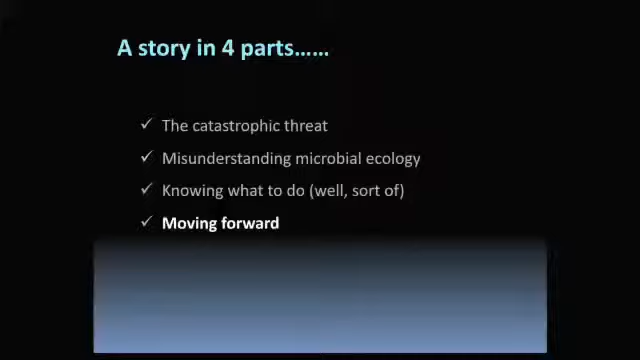 A story in 4 parts……
✓ The catastrophic threat
✓ Misunderstanding microbial ecology
✓ Knowing what to do (well, sort of)
✓ Moving forward